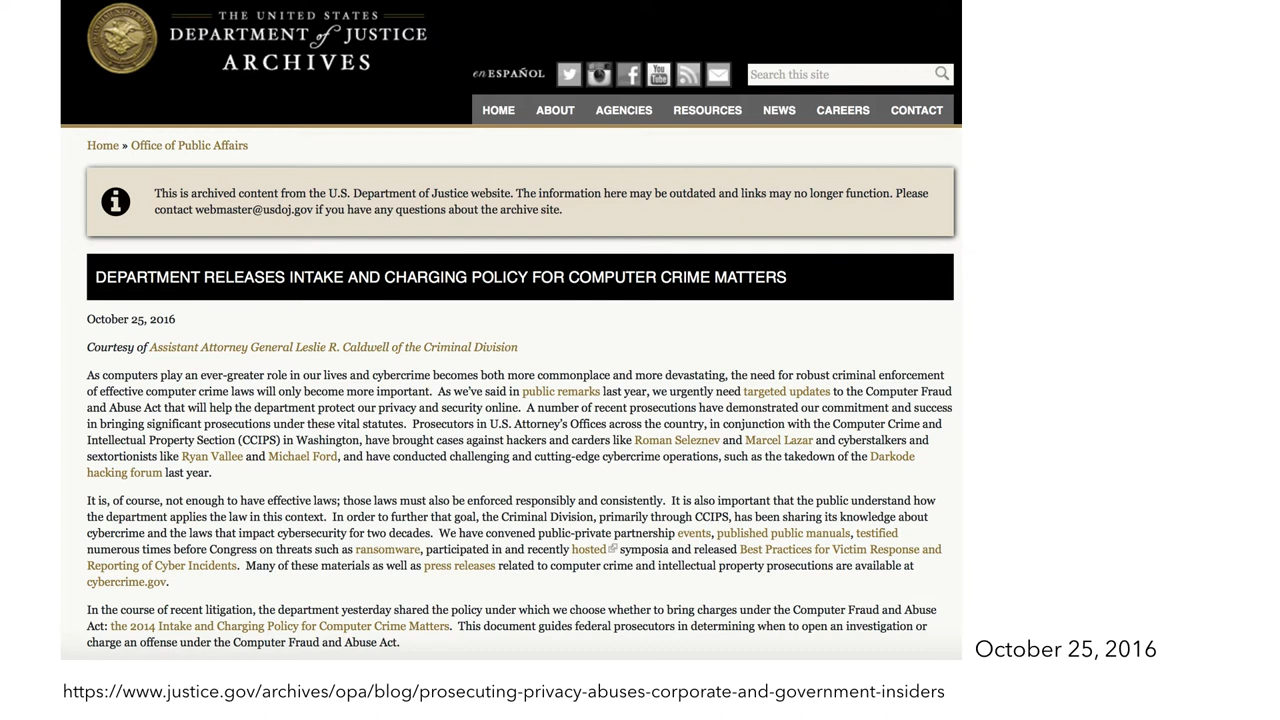 THE UNITED STATES
DEPARTMENT of JUSTICE
ARCHIVES
en ESPAÑOL
You
Tube
Search this site
HOME ABOUT AGENCIES RESOURCES NEWS CAREERS CONTACT
Home » Office of Public Affairs
This is archived content from the U.S. Department of Justice website. The information here may be outdated and links may no longer function. Please
contact webmaster@usdoj.gov if you have any questions about the archive site.
DEPARTMENT RELEASES INTAKE AND CHARGING POLICY FOR COMPUTER CRIME MATTERS
October 25, 2016
Courtesy of Assistant Attorney General Leslie R. Caldwell of the Criminal Division
As computers play an ever-greater role in our lives and cybercrime becomes both more commonplace and more devastating, the need for robust criminal enforcement
of effective computer crime laws will only become more important. As we've said in public remarks last year, we urgently need targeted updates to the Computer Fraud
and Abuse Act that will help the department protect our privacy and security online. A number of recent prosecutions have demonstrated our commitment and success
in bringing significant prosecutions under these vital statutes. Prosecutors in U.S. Attorney's Offices across the country, in conjunction with the Computer Crime and
Intellectual Property Section (CCIPS) in Washington, have brought cases against hackers and carders like Roman Seleznev and Marcel Lazar and cyberstalkers and
sextortionists like Ryan Vallee and Michael Ford, and have conducted challenging and cutting-edge cybercrime operations, such as the takedown of the Darkode
hacking forum last year.
It is, of course, not enough to have effective laws; those laws must also be enforced responsibly and consistently. It is also important that the public understand how
the department applies the law in this context. In order to further that goal, the Criminal Division, primarily through CCIPS, has been sharing its knowledge about
cybercrime and the laws that impact cybersecurity for two decades. We have convened public-private partnership events, published public manuals, testified
numerous times before Congress on threats such as ransomware, participated in and recently hosted symposia and released Best Practices for Victim Response and
Reporting of Cyber Incidents. Many of these materials as well as press releases related to computer crime and intellectual property prosecutions are available at
cybercrime.gov.
In the course of recent litigation, the department yesterday shared the policy under which we choose whether to bring charges under the Computer Fraud and Abuse
Act: the 2014 Intake and Charging Policy for Computer Crime Matters. This document guides federal prosecutors in determining when to open an investigation or
charge an offense under the Computer Fraud and Abuse Act.
October 25, 2016
https://www.justice.gov/archives/opa/blog/prosecuting-privacy-abuses-corporate-and-government-insiders